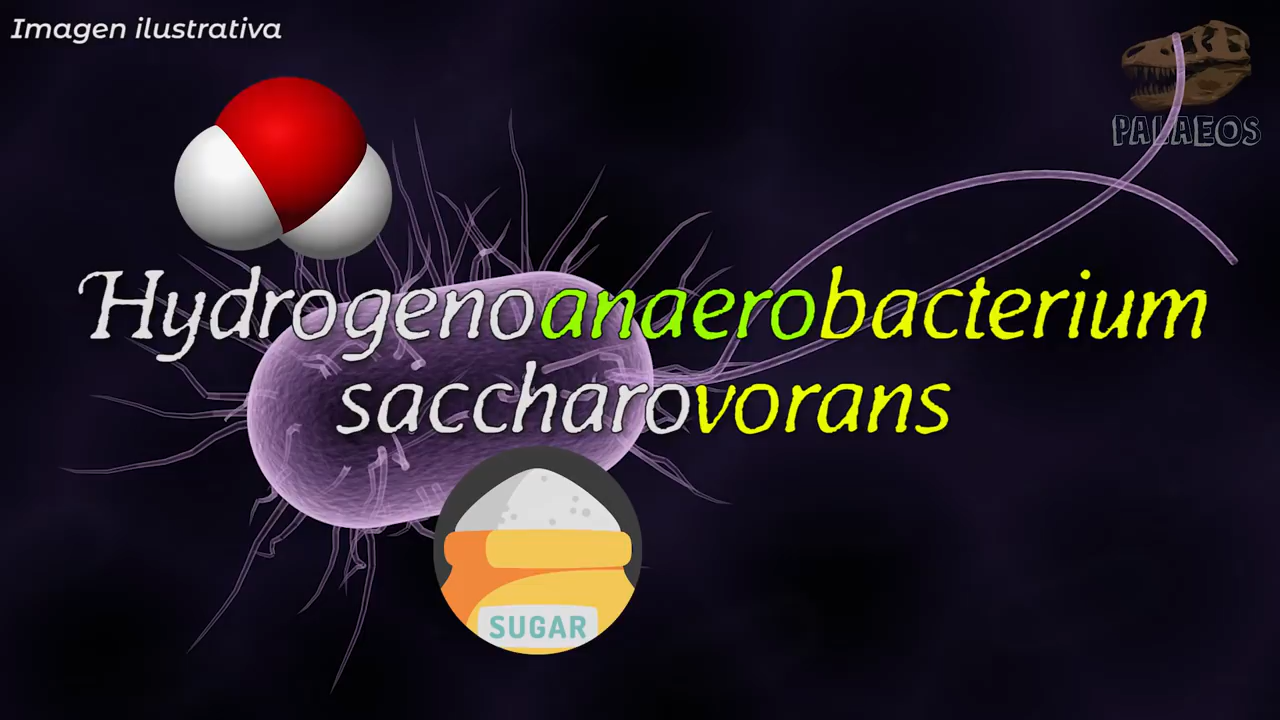 Imagen ilustrativa
PALAEOS
Hydrogenoanaerobacterium
saccharovorans
SUGAR